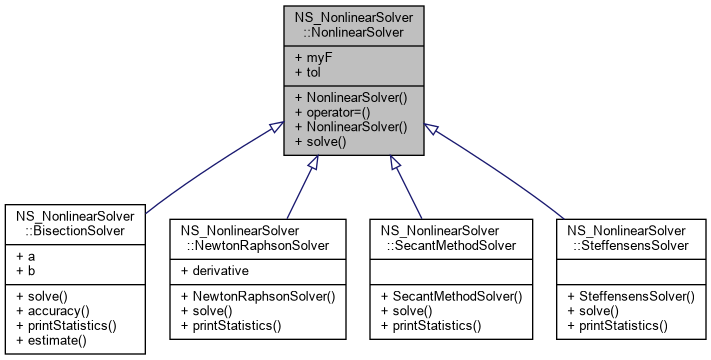 NS_NonlinearSolver
::NonlinearSolver
+ myF
+ tol
+ NonlinearSolver()
+ operator=()
+ NonlinearSolver()
+ solve()
NS_NonlinearSolver
::BisectionSolver
+ a
+ b
+ solve()
+ accuracy()
+ printStatistics()
+ estimate()
NS_NonlinearSolver
::NewtonRaphsonSolver
+ derivative
+ NewtonRaphsonSolver()
+ solve()
+ printStatistics()
NS_NonlinearSolver
::SecantMethodSolver
+ SecantMethodSolver()
+ solve()
+ printStatistics()
NS_NonlinearSolver
::SteffensensSolver
+ SteffensensSolver()
+ solve()
+ printStatistics()